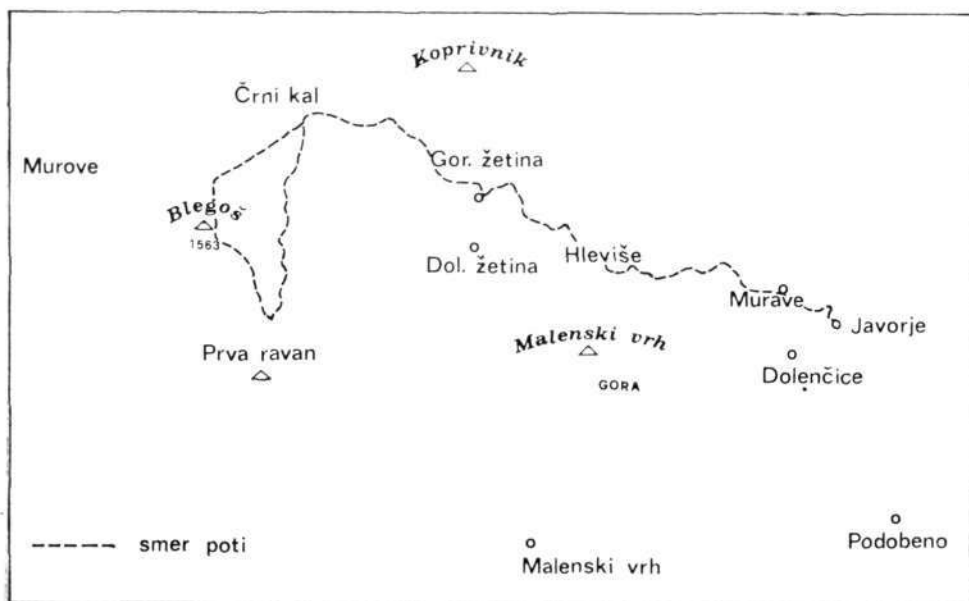 Koprivnik
Črni kal
Murove
Gor. žetina
Blegoš
1563
Dol. žetina
Hleviše
Murave
Javorje
Malenski vrh
Prva ravan
GORA
Dolenčice
smer poti
Malenski vrh
Podobeno